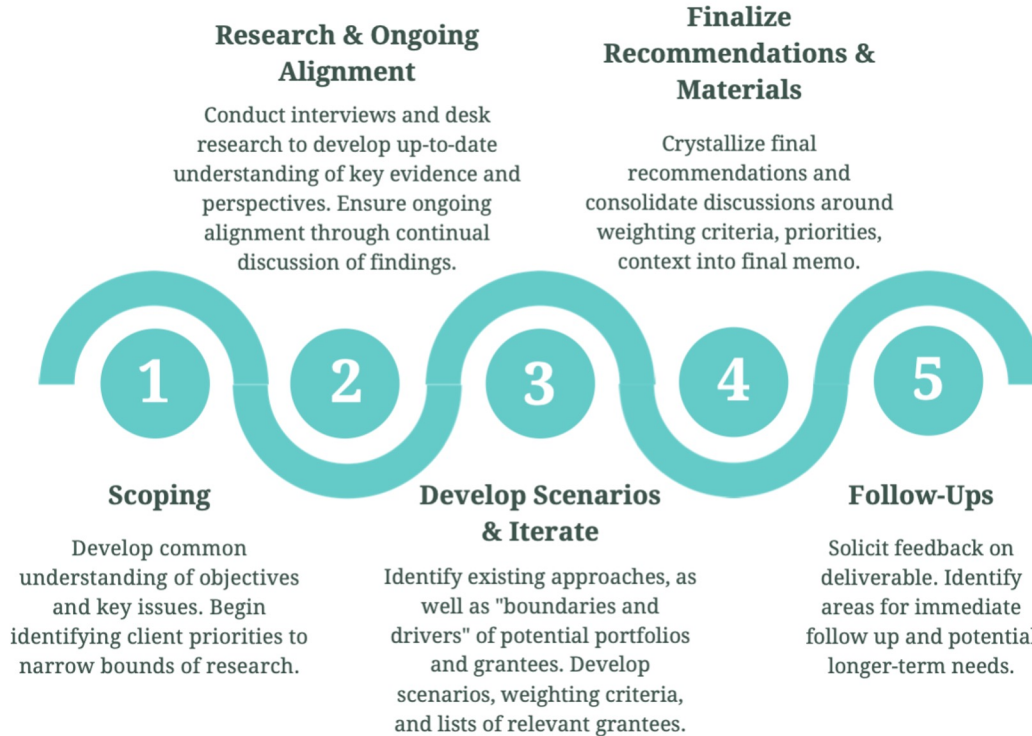 Research & Ongoing
Alignment
Conduct interviews and desk
research to develop up-to-date
understanding of key evidence and
perspectives. Ensure ongoing
alignment through continual
discussion of findings.
Finalize
Recommendations &
Materials
Crystallize final
recommendations and
consolidate discussions around
weighting criteria, priorities,
context into final memo.
1
2
3
4
5
Scoping
Develop common
understanding of objectives
and key issues. Begin
identifying client priorities to
narrow bounds of research.
Develop Scenarios
& Iterate
Identify existing approaches, as
well as "boundaries and
drivers" of potential portfolios
and grantees. Develop
scenarios, weighting criteria,
and lists of relevant grantees.
Follow-Ups
Solicit feedback on
deliverable. Identify
areas for immediate
follow up and potential
longer-term needs.